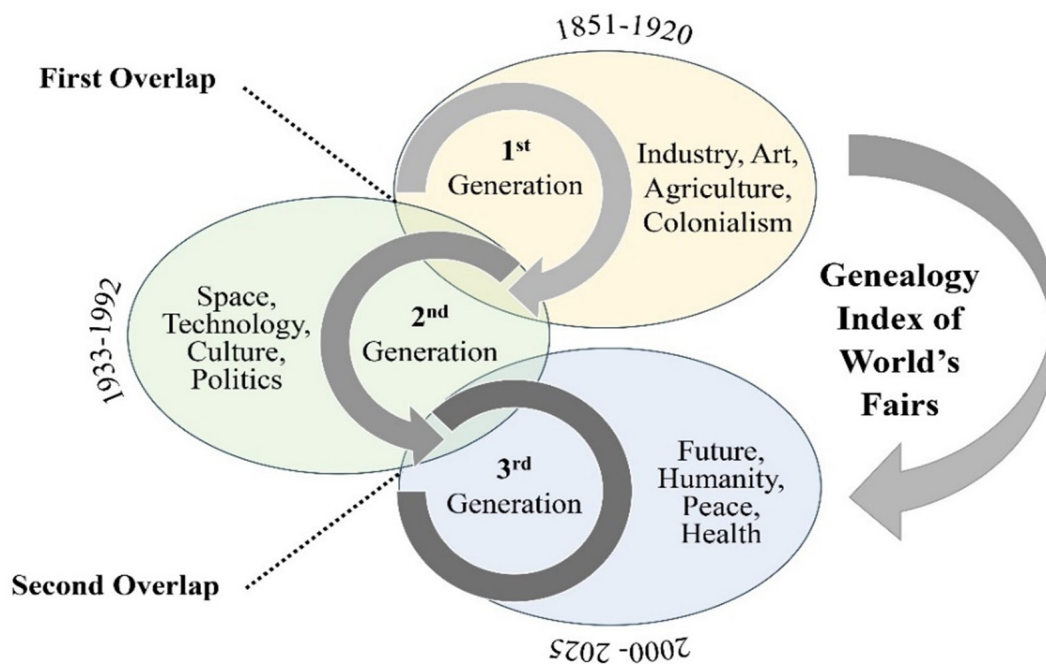 1851-1920
First Overlap
1st
Generation
Industry, Art,
Agriculture,
Colonialism
1933-1992
Space,
Technology,
Culture,
Politics
2nd
Generation
Genealogy
Index of
World's
Fairs
3rd
Generation
Future,
Humanity,
Peace,
Health
Second Overlap
2000-2025